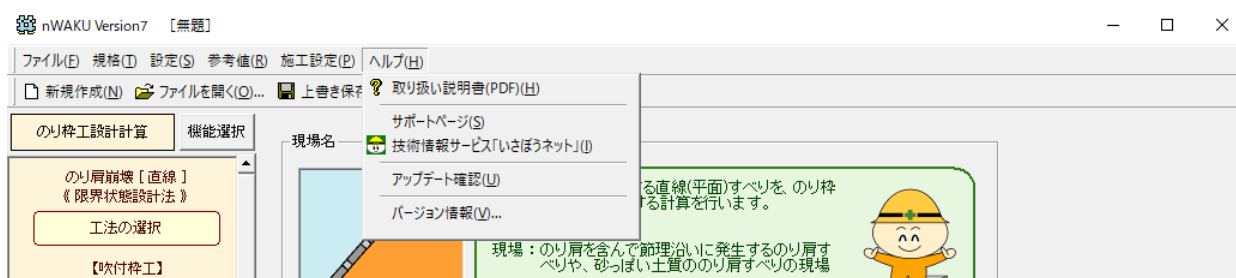 nWAKU Version7 [無題]
ファイル(F) 規格(T) 設定(S) 参考値(R) 施工設定(P) ヘルプ(H)
新規作成(N) ファイルを開く(O)... 上書き保存
取り扱い説明書(PDF)(H)
サポートページ(S)
技術情報サービス「いさぼうネット」(I)
アップデート確認(U)
バージョン情報(V)...
のり枠工設計計算 機能選択
のり肩崩壊 [ 直線 ]
《 限界状態設計法 》
工法の選択
【吹付枠工】
現場名
る直線(平面)すべりを、のり枠
する計算を行います。
現場：のり肩を含んで節理沿いに発生するのり肩す
べりや、砂っぽい土質ののり肩すべりの現場